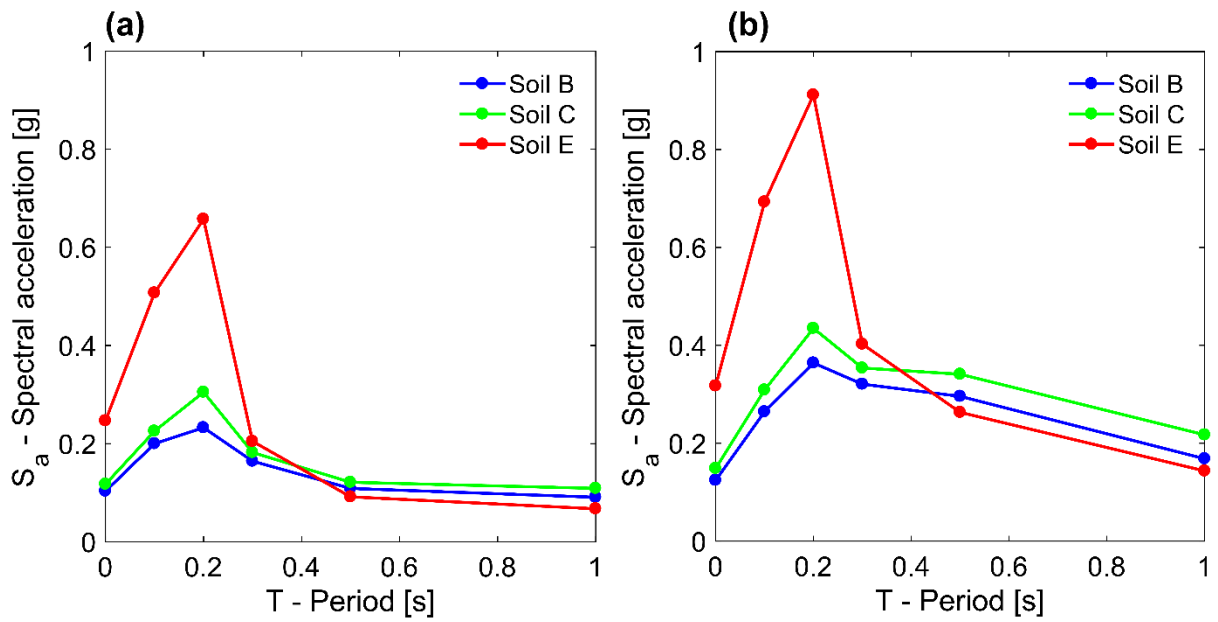 (a)
1
0.8
0.6
0.4
0.2
0
S_a - Spectral acceleration [g]
Soil B
Soil C
Soil E
0 0.2 0.4 0.6 0.8 1
T - Period [s]
(b)
1
0.8
0.6
0.4
0.2
0
S_a - Spectral acceleration [g]
Soil B
Soil C
Soil E
0 0.2 0.4 0.6 0.8 1
T - Period [s]